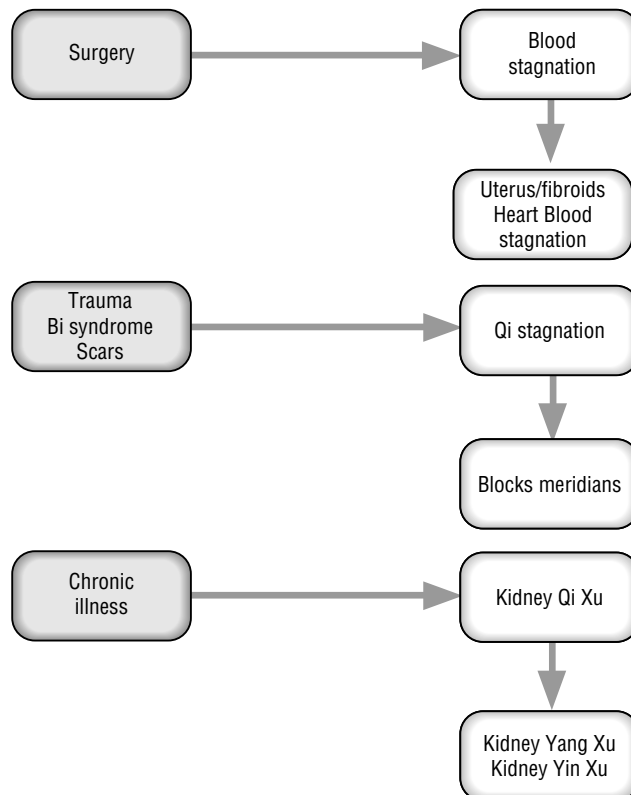 Surgery
Blood
stagnation
Uterus/fibroids
Heart Blood
stagnation
Trauma
Bi syndrome
Scars
Qi stagnation
Blocks meridians
Chronic
illness
Kidney Qi Xu
Kidney Yang Xu
Kidney Yin Xu